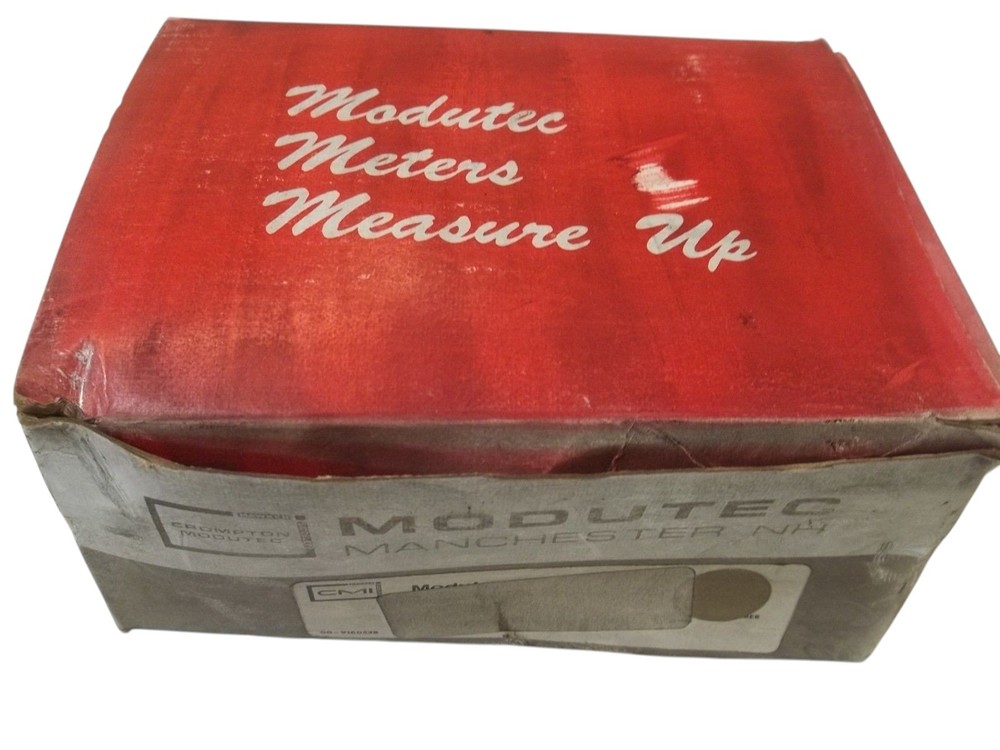 Modutec
Meters
Measure Up
CROMPTON
MODUTEC
MODUTEC
MANCHESTER NH
CMI